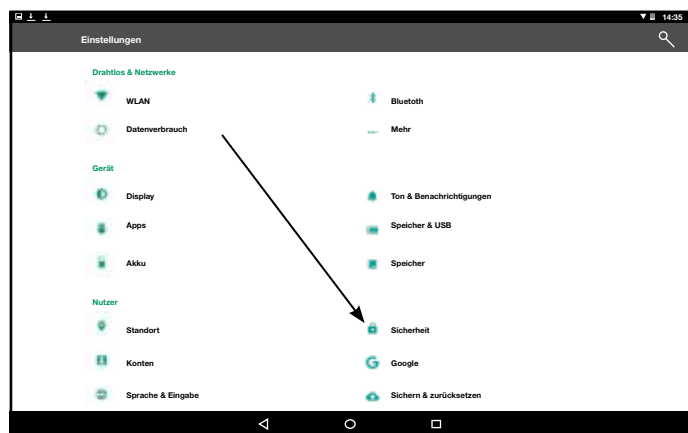 14:35
Einstellungen
Drahtlos & Netzwerke
WLAN
Bluetoth
Datenverbrauch
Mehr
Gerät
Display
Ton & Benachrichtigungen
Apps
Speicher & USB
Akku
Speicher
Nutzer
Standort
Sicherheit
Konten
Google
Sprache & Eingabe
Sichern & zurücksetzen